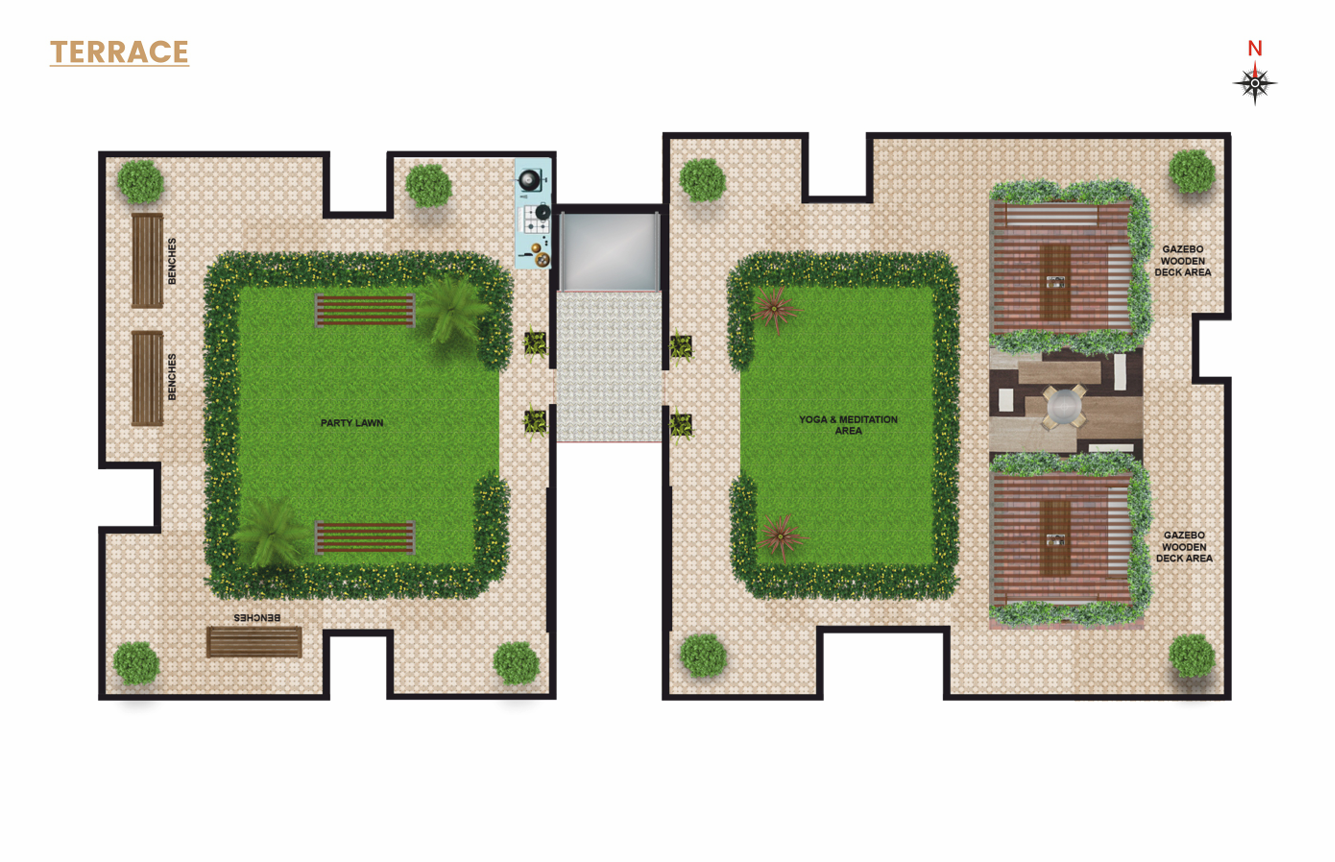 TERRACE
N
BENCHES
BENCHES
PARTY LAWN
BENCHES
YOGA & MEDITATION
AREA
GAZEBO
WOODEN
DECK AREA
GAZEBO
WOODEN
DECK AREA